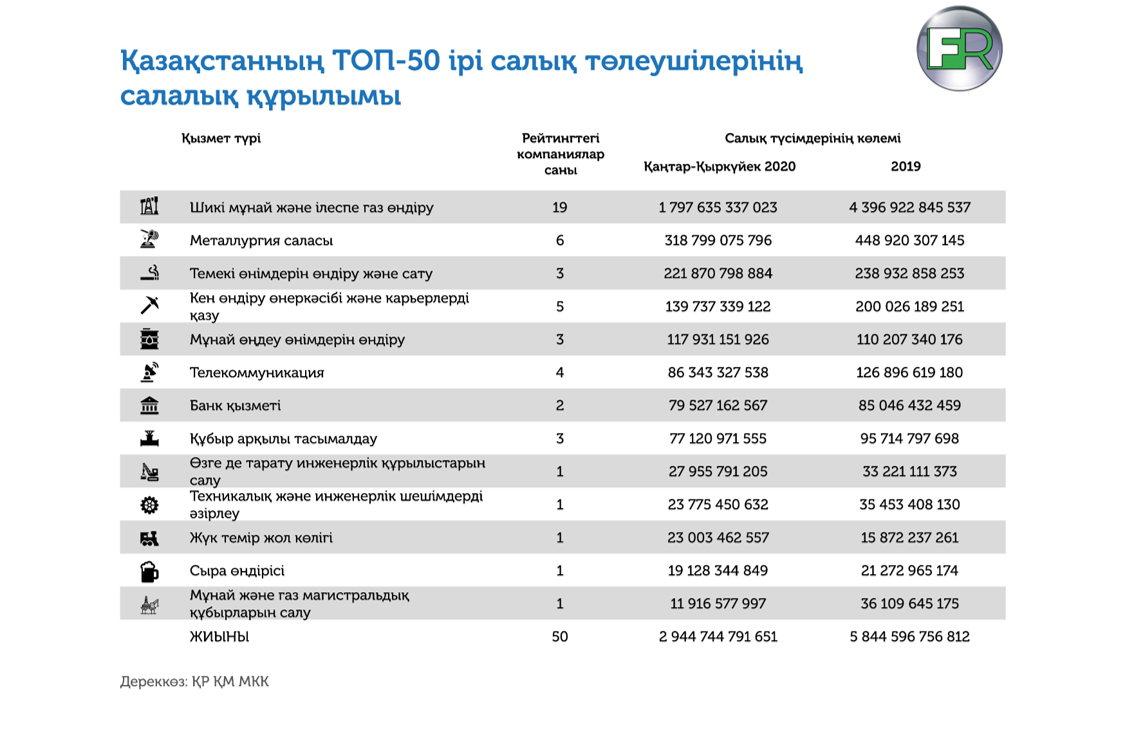 FR
Қазақстанның ТОП-50 ірі салық төлеушілерінің
салалық құрылымы
Қызмет түрі
Рейтингтегі
компаниялар
саны
Салық түсімдерінің көлемі
Қаңтар-Қыркүйек 2020
2019
Шикі мұнай және ілеспе газ өндіру 19 1 797 635 337 023 4 396 922 845 537
Металлургия саласы 6 318 799 075 796 448 920 307 145
Темекі өнімдерін өндіру және сату 3 221 870 798 884 238 932 858 253
Кен өндіру өнеркәсібі және карьерлерді
қазу
5 139 737 339 122 200 026 189 251
Мұнай өңдеу өнімдерін өндіру 3 117 931 151 926 110 207 340 176
Телекоммуникация 4 86 343 327 538 126 896 619 180
Банк қызметі 2 79 527 162 567 85 046 432 459
Құбыр арқылы тасымалдау 3 77 120 971 555 95 714 797 698
Өзге де тарату инженерлік құрылыстарын
салу
1 27 955 791 205 33 221 111 373
Техникалық және инженерлік шешімдерді
әзірлеу
1 23 775 450 632 35 453 408 130
Жүк темір жол көлігі 1 23 003 462 557 15 872 237 261
Сыра өндірісі 1 19 128 344 849 21 272 965 174
Мұнай және газ магистральдық
құбырларын салу
1 11 916 577 997 36 109 645 175
ЖИЫНЫ 50 2 944 744 791 651 5 844 596 756 812
Дереккөз: ҚР ҚМ МКК